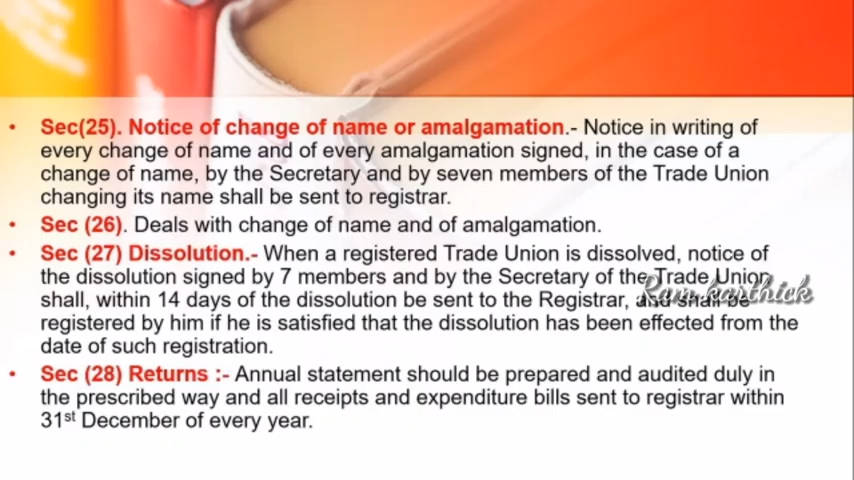 • Sec(25). Notice of change of name or amalgamation.- Notice in writing of
every change of name and of every amalgamation signed, in the case of a
change of name, by the Secretary and by seven members of the Trade Union
changing its name shall be sent to registrar.
• Sec (26). Deals with change of name and of amalgamation.
• Sec (27) Dissolution.- When a registered Trade Union is dissolved, notice of
the dissolution signed by 7 members and by the Secretary of the Trade Union
shall, within 14 days of the dissolution be sent to the Registrar, and shall be
Ram karthick
registered by him if he is satisfied that the dissolution has been effected from the
date of such registration.
• Sec (28) Returns :- Annual statement should be prepared and audited duly in
the prescribed way and all receipts and expenditure bills sent to registrar within
31st December of every year.